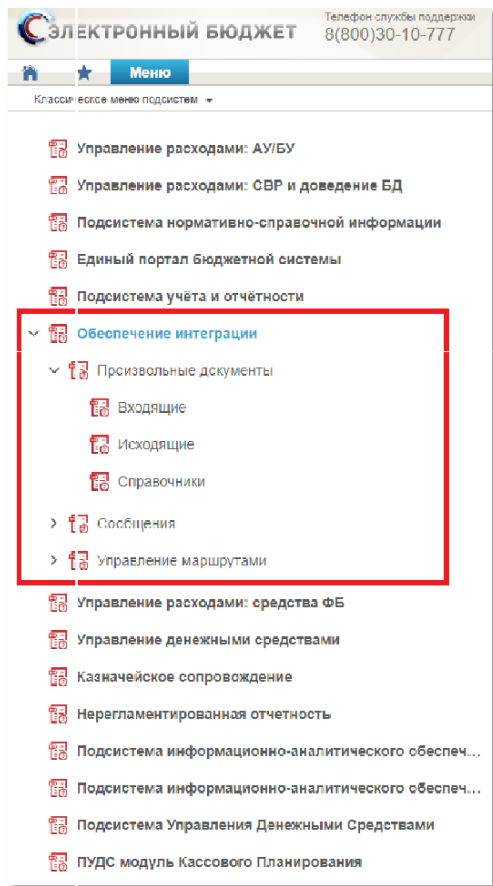 Электронный бюджет
Телефон службы поддержки
8(800)30-10-777
Меню
Классическое меню подсистем
Управление расходами: АУ/БУ
Управление расходами: СВР и доведение БД
Подсистема нормативно-справочной информации
Единый портал бюджетной системы
Подсистема учёта и отчётности
Обеспечение интеграции
Произвольные документы
Входящие
Исходящие
Справочники
Сообщения
Управление маршрутами
Управление расходами: средства ФБ
Управление денежными средствами
Казначейское сопровождение
Нерегламентированная отчетность
Подсистема информационно-аналитического обеспеч...
Подсистема информационно-аналитического обеспеч...
Подсистема Управления Денежными Средствами
ПУДС модуль Кассового Планирования